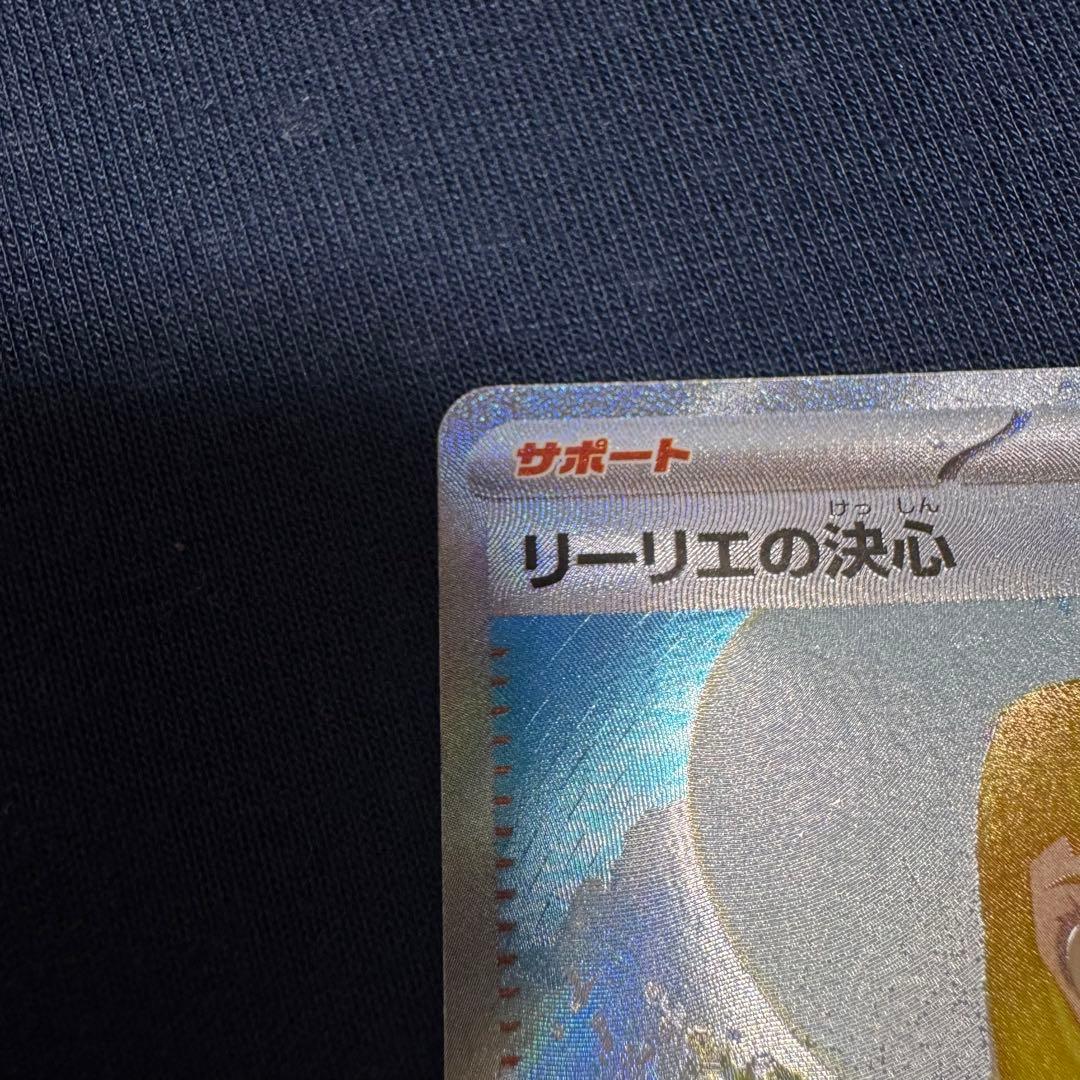 サポート
けっ しん
リーリエの決心